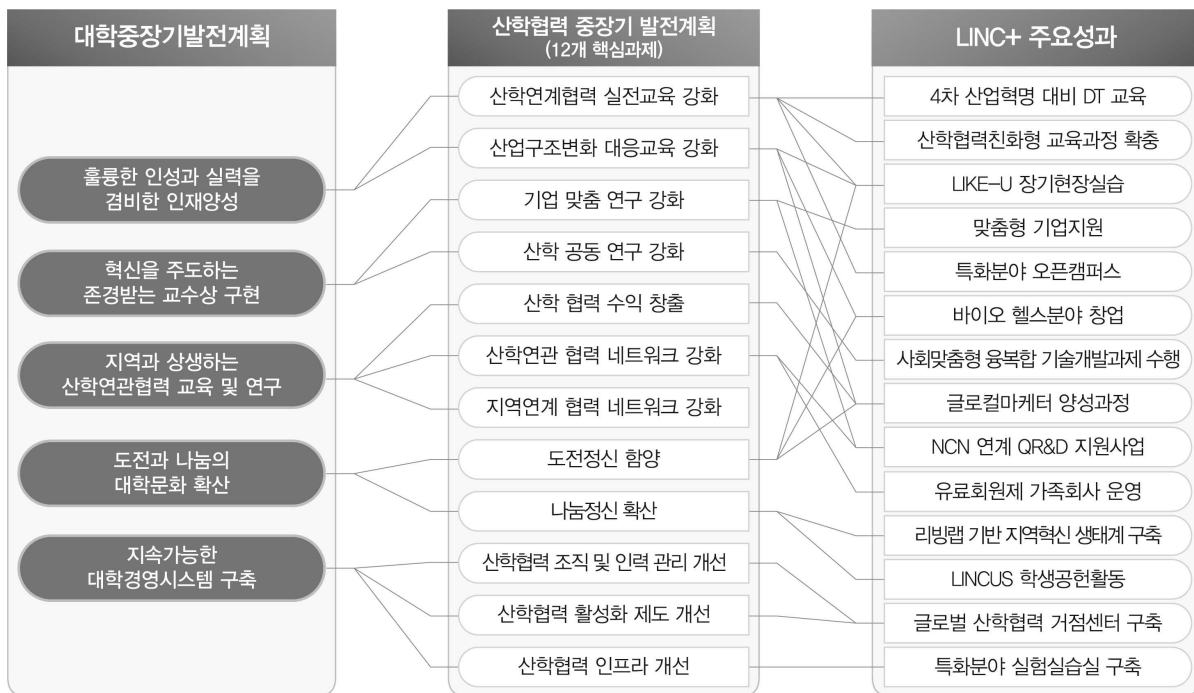 대학중장기발전계획
훌륭한 인성과 실력을
겸비한 인재양성
혁신을 주도하는
존경받는 교수상 구현
지역과 상생하는
산학연관협력 교육 및 연구
도전과 나눔의
대학문화 확산
지속가능한
대학경영시스템 구축
산학협력 중장기 발전계획
(12개 핵심과제)
산학연계협력 실전교육 강화
산업구조변화 대응교육 강화
기업 맞춤 연구 강화
산학 공동 연구 강화
산학 협력 수익 창출
산학연관 협력 네트워크 강화
지역연계 협력 네트워크 강화
도전정신 함양
나눔정신 확산
산학협력 조직 및 인력 관리 개선
산학협력 활성화 제도 개선
산학협력 인프라 개선
LINC+ 주요성과
4차 산업혁명 대비 DT 교육
산학협력친화형 교육과정 확충
LIKE-U 장기현장실습
맞춤형 기업지원
특화분야 오픈캠퍼스
바이오 헬스분야 창업
사회맞춤형 융복합 기술개발과제 수행
글로컬마케터 양성과정
NCN 연계 QR&D 지원사업
유료회원제 가족회사 운영
리빙랩 기반 지역혁신 생태계 구축
LINCUS 학생공헌활동
글로벌 산학협력 거점센터 구축
특화분야 실험실습실 구축